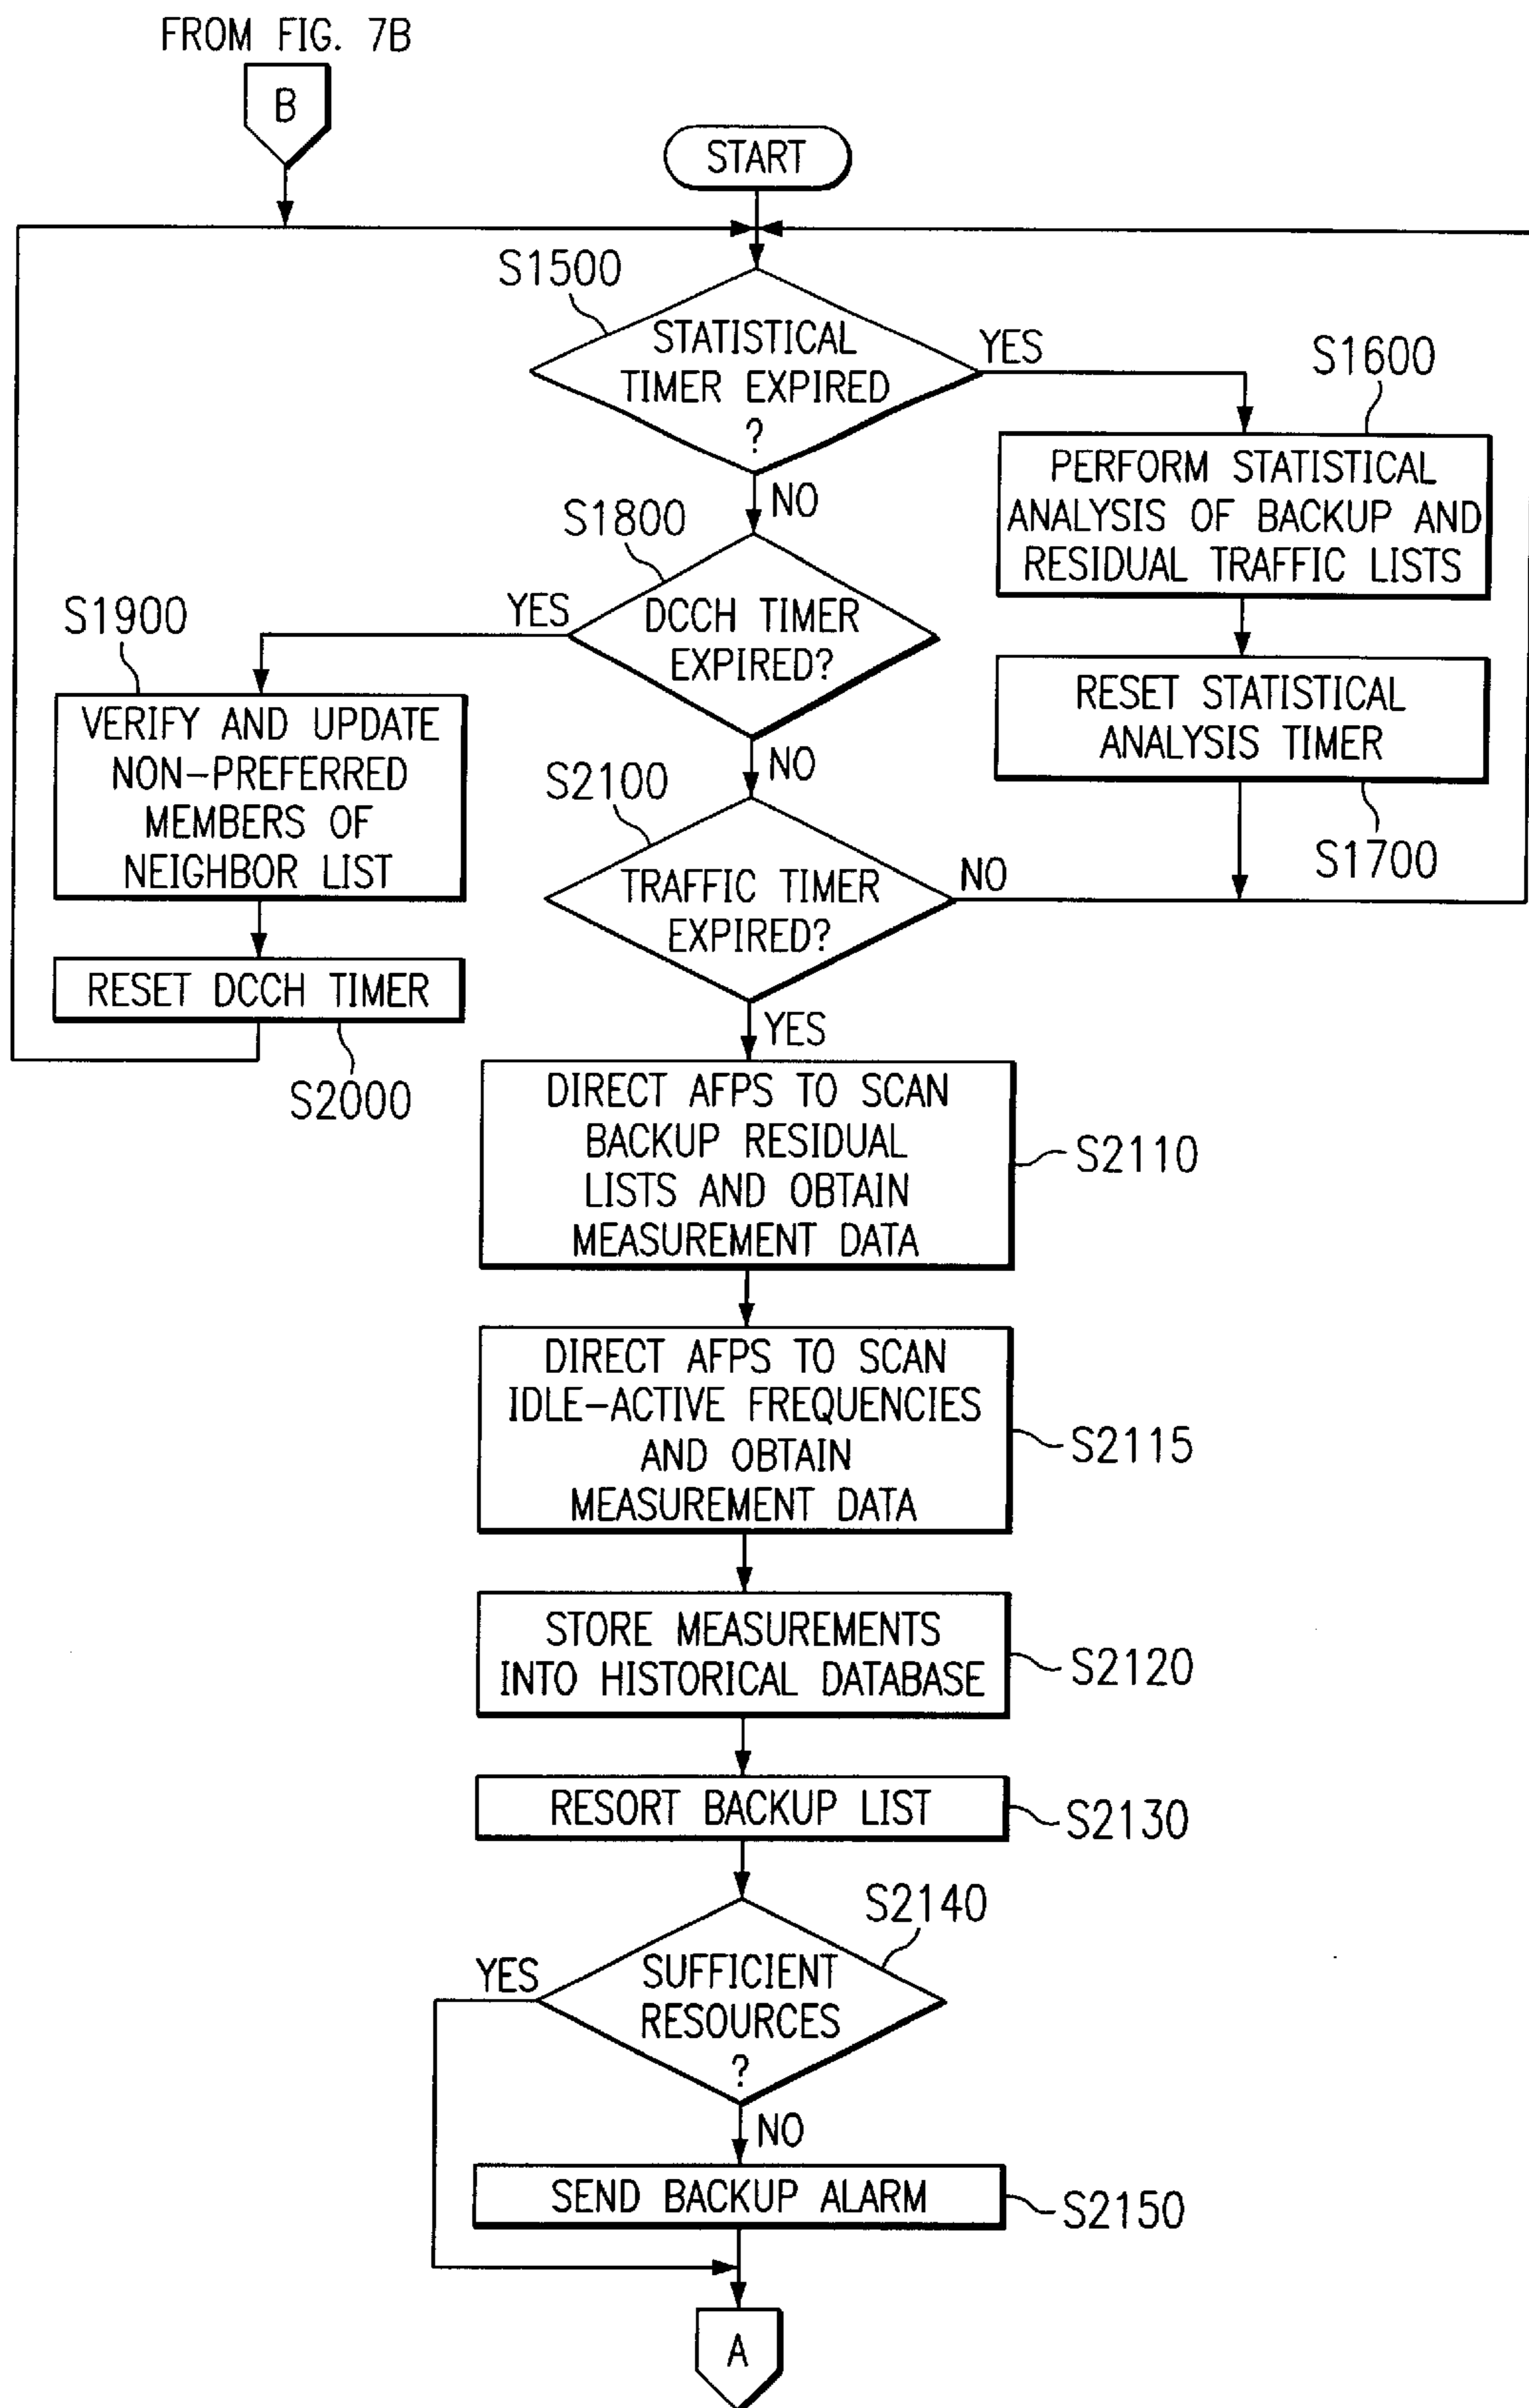 FROM FIG. 7B
B
START
S1500
STATISTICAL
TIMER EXPIRED
?
YES
NO
S1600
PERFORM STATISTICAL
ANALYSIS OF BACKUP AND
RESIDUAL TRAFFIC LISTS
RESET STATISTICAL
ANALYSIS TIMER
S1700
S1800
DCCH TIMER
EXPIRED?
YES
NO
S1900
VERIFY AND UPDATE
NON-PREFERRED
MEMBERS OF
NEIGHBOR LIST
RESET DCCH TIMER
S2000
S2100
TRAFFIC TIMER
EXPIRED?
NO
YES
DIRECT AFPS TO SCAN
BACKUP RESIDUAL
LISTS AND OBTAIN
MEASUREMENT DATA
S2110
DIRECT AFPS TO SCAN
IDLE-ACTIVE FREQUENCIES
AND OBTAIN
MEASUREMENT DATA
S2115
STORE MEASUREMENTS
INTO HISTORICAL DATABASE
S2120
RESORT BACKUP LIST
S2130
S2140
SUFFICIENT
RESOURCES
?
YES
NO
SEND BACKUP ALARM
S2150
A